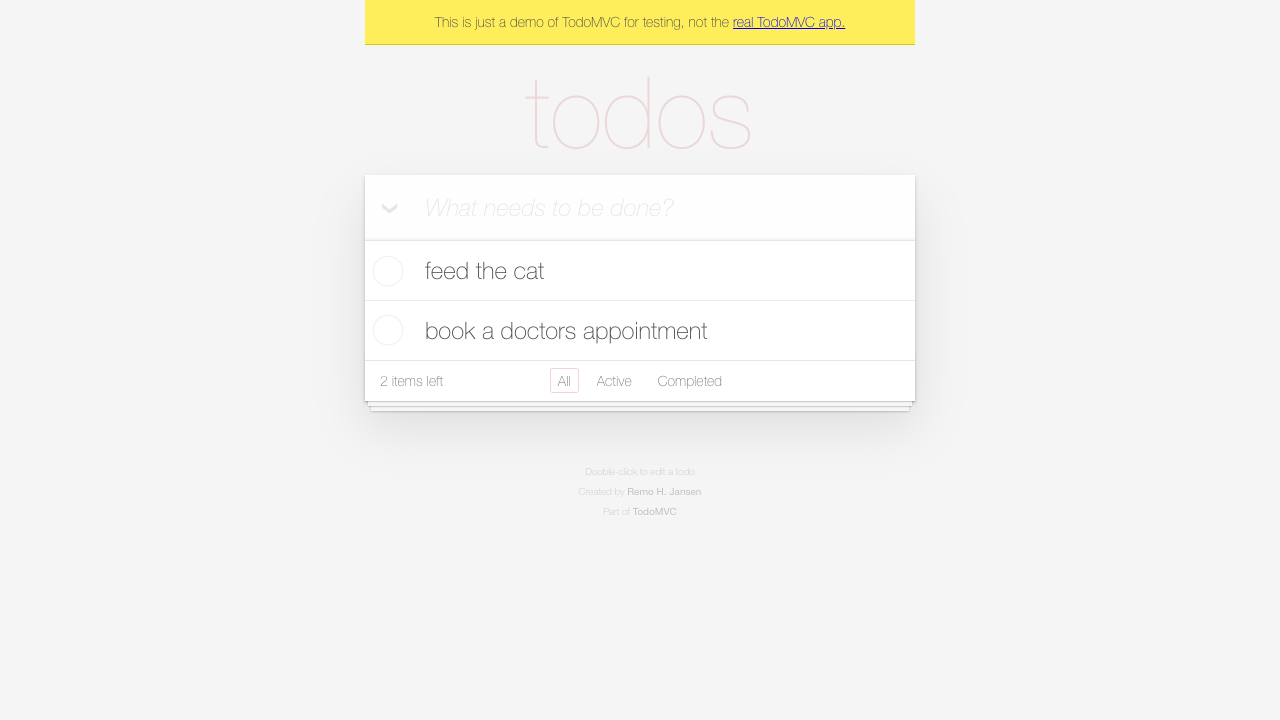 This is just a demo of TodoMVC for testing, not the real TodoMVC app.
todos
What needs to be done?
feed the cat
book a doctors appointment
2 items left All Active Completed
Double-click to edit a todo
Created by Remo H. Jansen
Part of TodoMVC